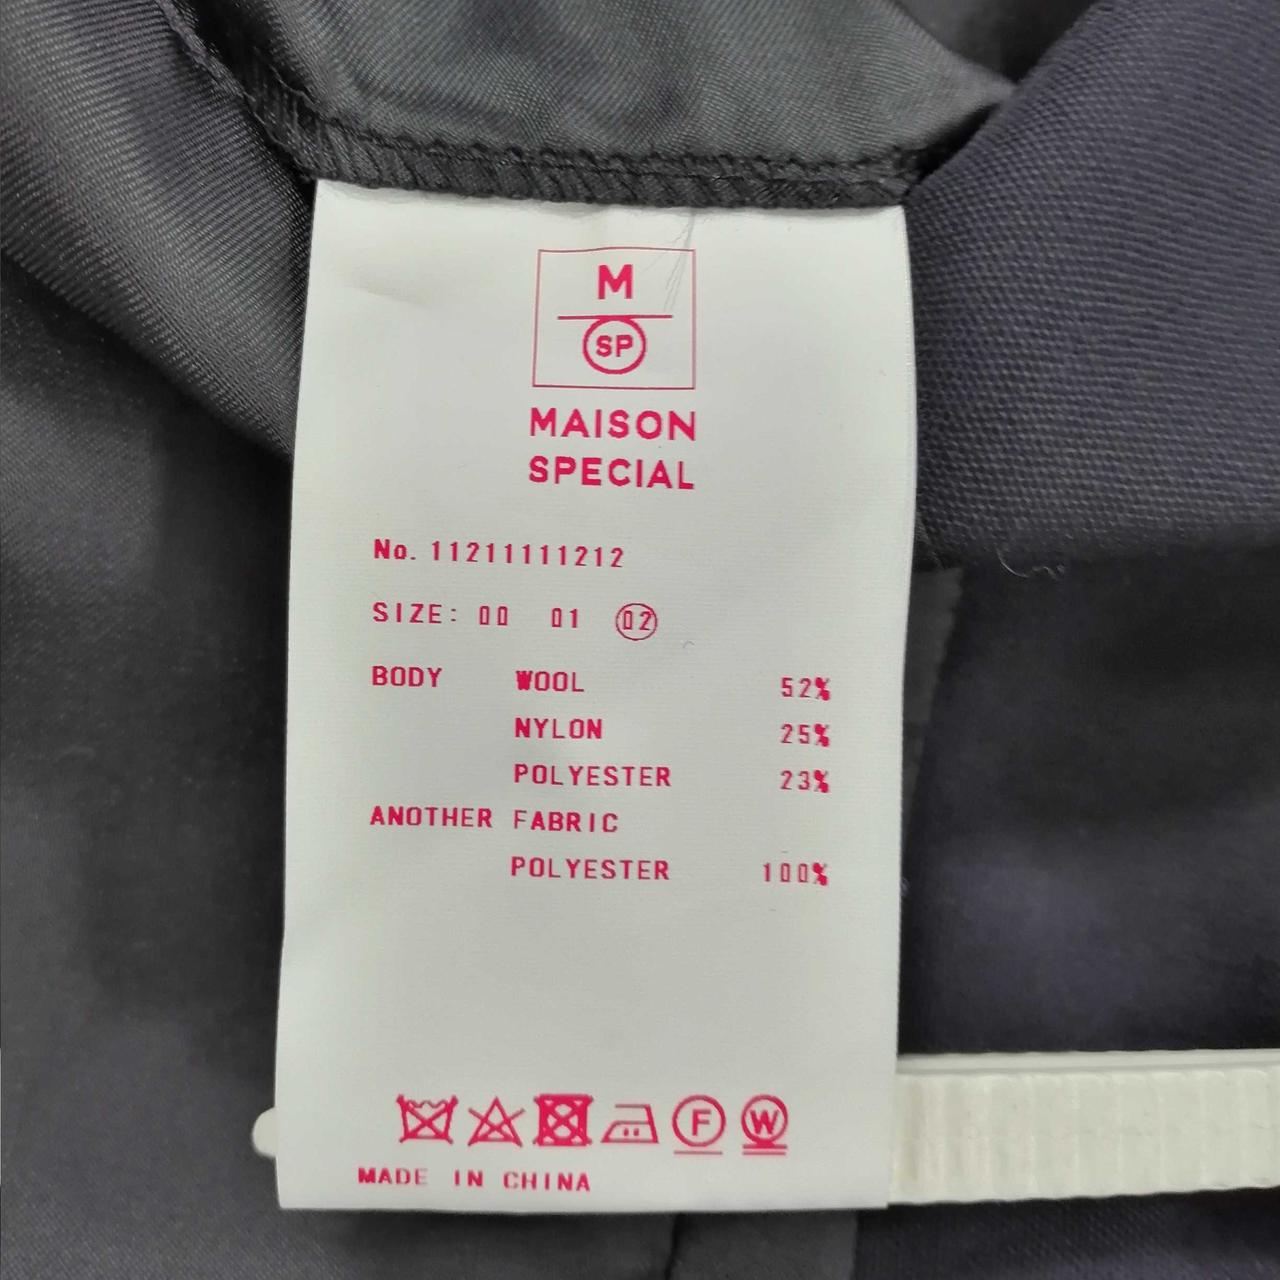 M
SP
MAISON
SPECIAL
No. 11211111212
SIZE: 00 01 02
BODY WOOL 52%
NYLON 25%
POLYESTER 23%
ANOTHER FABRIC
POLYESTER 100%
F W
MADE IN CHINA